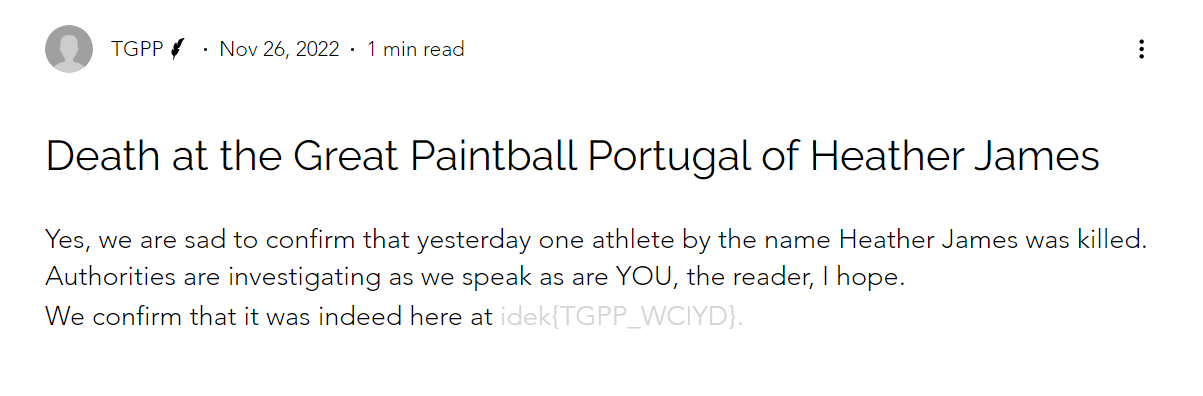 TGPP · Nov 26, 2022 · 1 min read
Death at the Great Paintball Portugal of Heather James
Yes, we are sad to confirm that yesterday one athlete by the name Heather James was killed.
Authorities are investigating as we speak as are YOU, the reader, I hope.
We confirm that it was indeed here at idek{TGPP_WCIYD}.